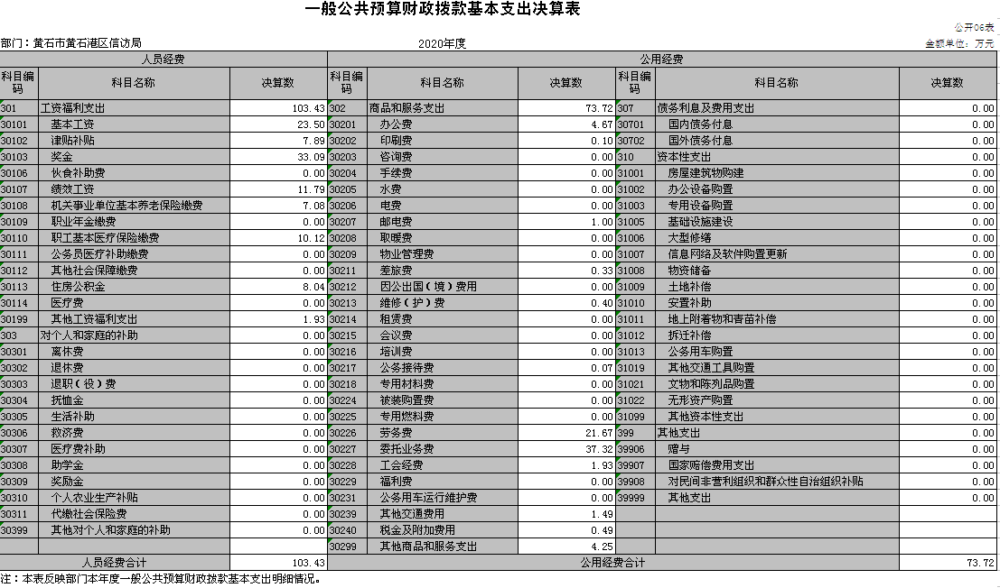 一般公共预算财政拨款基本支出决算表
公开06表
部门：黄石市黄石港区信访局 2020年度 金额单位：万元
人员经费 公用经费
科目编码 科目名称 决算数 科目编码 科目名称 决算数 科目编码 科目名称 决算数
301 工资福利支出 103.43 302 商品和服务支出 73.72 307 债务利息及费用支出 0.00
30101 基本工资 23.50 30201 办公费 4.67 30701 国内债务付息 0.00
30102 津贴补贴 7.89 30202 印刷费 0.10 30702 国外债务付息 0.00
30103 奖金 33.09 30203 咨询费 0.00 310 资本性支出 0.00
30106 伙食补助费 0.00 30204 手续费 0.00 31001 房屋建筑物购建 0.00
30107 绩效工资 11.79 30205 水费 0.00 31002 办公设备购置 0.00
30108 机关事业单位基本养老保险缴费 7.08 30206 电费 0.00 31003 专用设备购置 0.00
30109 职业年金缴费 0.00 30207 邮电费 1.00 31005 基础设施建设 0.00
30110 职工基本医疗保险缴费 10.12 30208 取暖费 0.00 31006 大型修缮 0.00
30111 公务员医疗补助缴费 0.00 30209 物业管理费 0.00 31007 信息网络及软件购置更新 0.00
30112 其他社会保障缴费 0.00 30211 差旅费 0.33 31008 物资储备 0.00
30113 住房公积金 8.04 30212 因公出国（境）费用 0.00 31009 土地补偿 0.00
30114 医疗费 0.00 30213 维修（护）费 0.40 31010 安置补助 0.00
30199 其他工资福利支出 1.93 30214 租赁费 0.00 31011 地上附着物和青苗补偿 0.00
303 对个人和家庭的补助 0.00 30215 会议费 0.00 31012 拆迁补偿 0.00
30301 离休费 0.00 30216 培训费 0.00 31013 公务用车购置 0.00
30302 退休费 0.00 30217 公务接待费 0.07 31019 其他交通工具购置 0.00
30303 退职（役）费 0.00 30218 专用材料费 0.00 31021 文物和陈列品购置 0.00
30304 抚恤金 0.00 30224 被装购置费 0.00 31022 无形资产购置 0.00
30305 生活补助 0.00 30225 专用燃料费 0.00 31099 其他资本性支出 0.00
30306 救济费 0.00 30226 劳务费 21.67 399 其他支出 0.00
30307 医疗费补助 0.00 30227 委托业务费 37.32 39906 赠与 0.00
30308 助学金 0.00 30228 工会经费 1.93 39907 国家赔偿费用支出 0.00
30309 奖励金 0.00 30229 福利费 0.00 39908 对民间非营利组织和群众性自治组织补贴 0.00
30310 个人农业生产补贴 0.00 30231 公务用车运行维护费 0.00 39999 其他支出 0.00
30311 代缴社会保险费 0.00 30239 其他交通费用 1.49
30399 其他对个人和家庭的补助 0.00 30240 税金及附加费用 0.49
30299 其他商品和服务支出 4.25
人员经费合计 103.43 公用经费合计 73.72
注：本表反映部门本年度一般公共预算财政拨款基本支出明细情况。